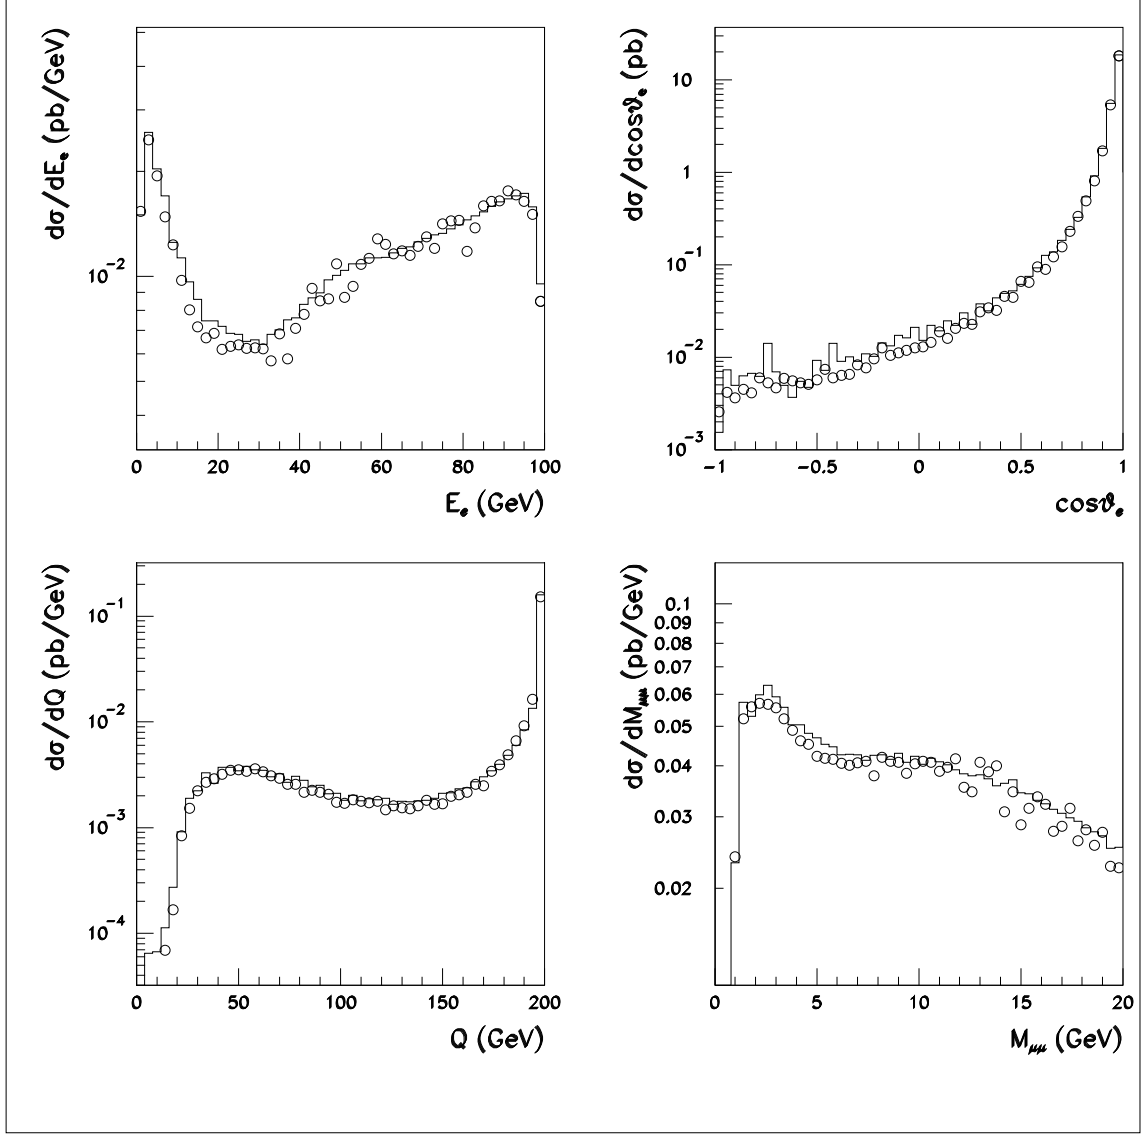 dσ/dE_e (pb/GeV)
10^-2
0 20 40 60 80 100
E_e (GeV)
dσ/dcosϑ_e (pb)
10
1
10^-1
10^-2
10^-3
−1 −0.5 0 0.5 1
cosϑ_e
dσ/dQ (pb/GeV)
10^-1
10^-2
10^-3
10^-4
0 50 100 150 200
Q (GeV)
dσ/dM_μμ (pb/GeV)
0.1
0.09
0.08
0.07
0.06
0.05
0.04
0.03
0.02
0 5 10 15 20
M_μμ (GeV)